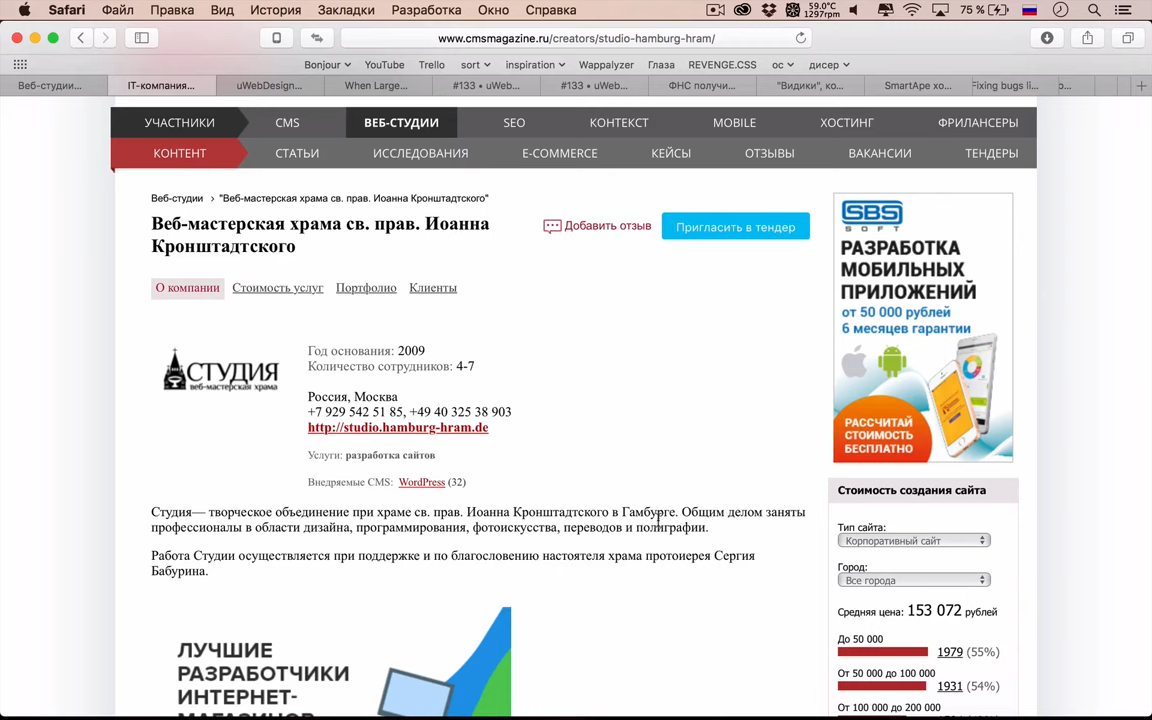 Safari Файл Правка Вид История Закладки Разработка Окно Справка 59.0°C 1297rpm 75 %
www.cmsmagazine.ru/creators/studio-hamburg-hram/
Bonjour YouTube Trello sort inspiration Wappalyzer Глаза REVENGE.CSS ос дисер
Веб-студии... IT-компания... uWebDesign... When Large... #133 • uWeb... #133 • uWeb... ФНС получи... "Видики", ко... SmartApe хо... Fixing bugs li...
УЧАСТНИКИ CMS ВЕБ-СТУДИИ SEO КОНТЕКСТ MOBILE ХОСТИНГ ФРИЛАНСЕРЫ
КОНТЕНТ СТАТЬИ ИССЛЕДОВАНИЯ E-COMMERCE КЕЙСЫ ОТЗЫВЫ ВАКАНСИИ ТЕНДЕРЫ
Веб-студии > "Веб-мастерская храма св. прав. Иоанна Кронштадтского"
Веб-мастерская храма св. прав. Иоанна
Кронштадтского
Добавить отзыв
Пригласить в тендер
О компании Стоимость услуг Портфолио Клиенты
СТУДИЯ
веб-мастерская храма
Год основания: 2009
Количество сотрудников: 4-7
Россия, Москва
+7 929 542 51 85, +49 40 325 38 903
http://studio.hamburg-hram.de
Услуги: разработка сайтов
Внедряемые CMS: WordPress (32)
Студия— творческое объединение при храме св. прав. Иоанна Кронштадтского в Гамбурге. Общим делом заняты
профессионалы в области дизайна, программирования, фотоискусства, переводов и полиграфии.
Работа Студии осуществляется при поддержке и по благословению настоятеля храма протоиерея Сергия
Бабурина.
ЛУЧШИЕ
РАЗРАБОТЧИКИ
ИНТЕРНЕТ-
МАГАЗИНОВ
SBS
SOFT
РАЗРАБОТКА
МОБИЛЬНЫХ
ПРИЛОЖЕНИЙ
от 50 000 рублей
6 месяцев гарантии
РАССЧИТАЙ
СТОИМОСТЬ
БЕСПЛАТНО
Стоимость создания сайта
Тип сайта:
Корпоративный сайт
Город:
Все города
Средняя цена: 153 072 рублей
До 50 000
1979 (55%)
От 50 000 до 100 000
1931 (54%)
От 100 000 до 200 000